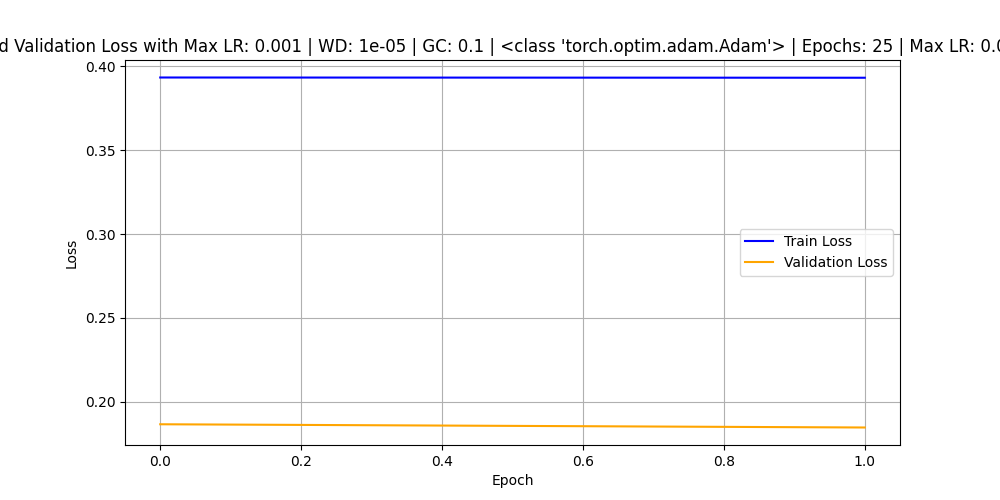 d Validation Loss with Max LR: 0.001 | WD: 1e-05 | GC: 0.1 | <class 'torch.optim.adam.Adam'> | Epochs: 25 | Max LR: 0.0
0.40
0.35
0.30
0.25
0.20
Loss
Train Loss
Validation Loss
0.0
0.2
0.4
0.6
0.8
1.0
Epoch